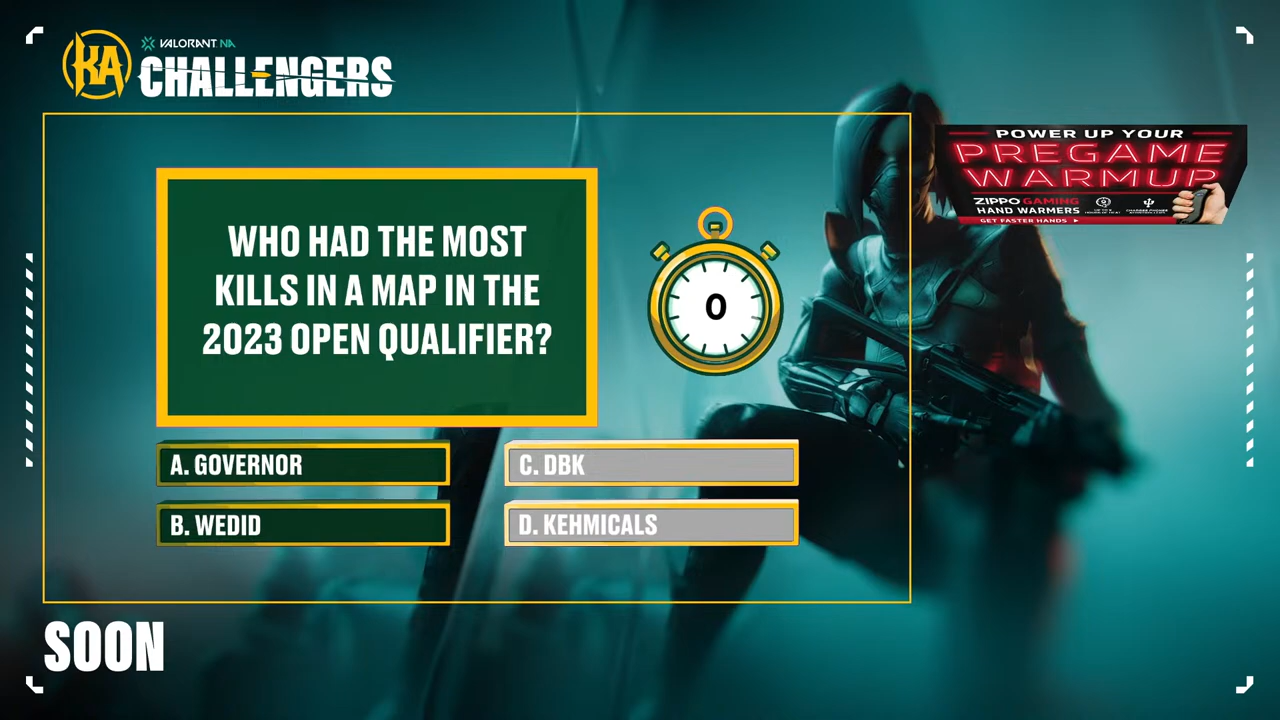 KA
VALORANT NA
CHALLENGERS
POWER UP YOUR
PREGAME
WARMUP
ZIPPO GAMING
HAND WARMERS
GET FASTER HANDS
WHO HAD THE MOST
KILLS IN A MAP IN THE
2023 OPEN QUALIFIER?
0
A. GOVERNOR
C. DBK
B. WEDID
D. KEHMICALS
SOON